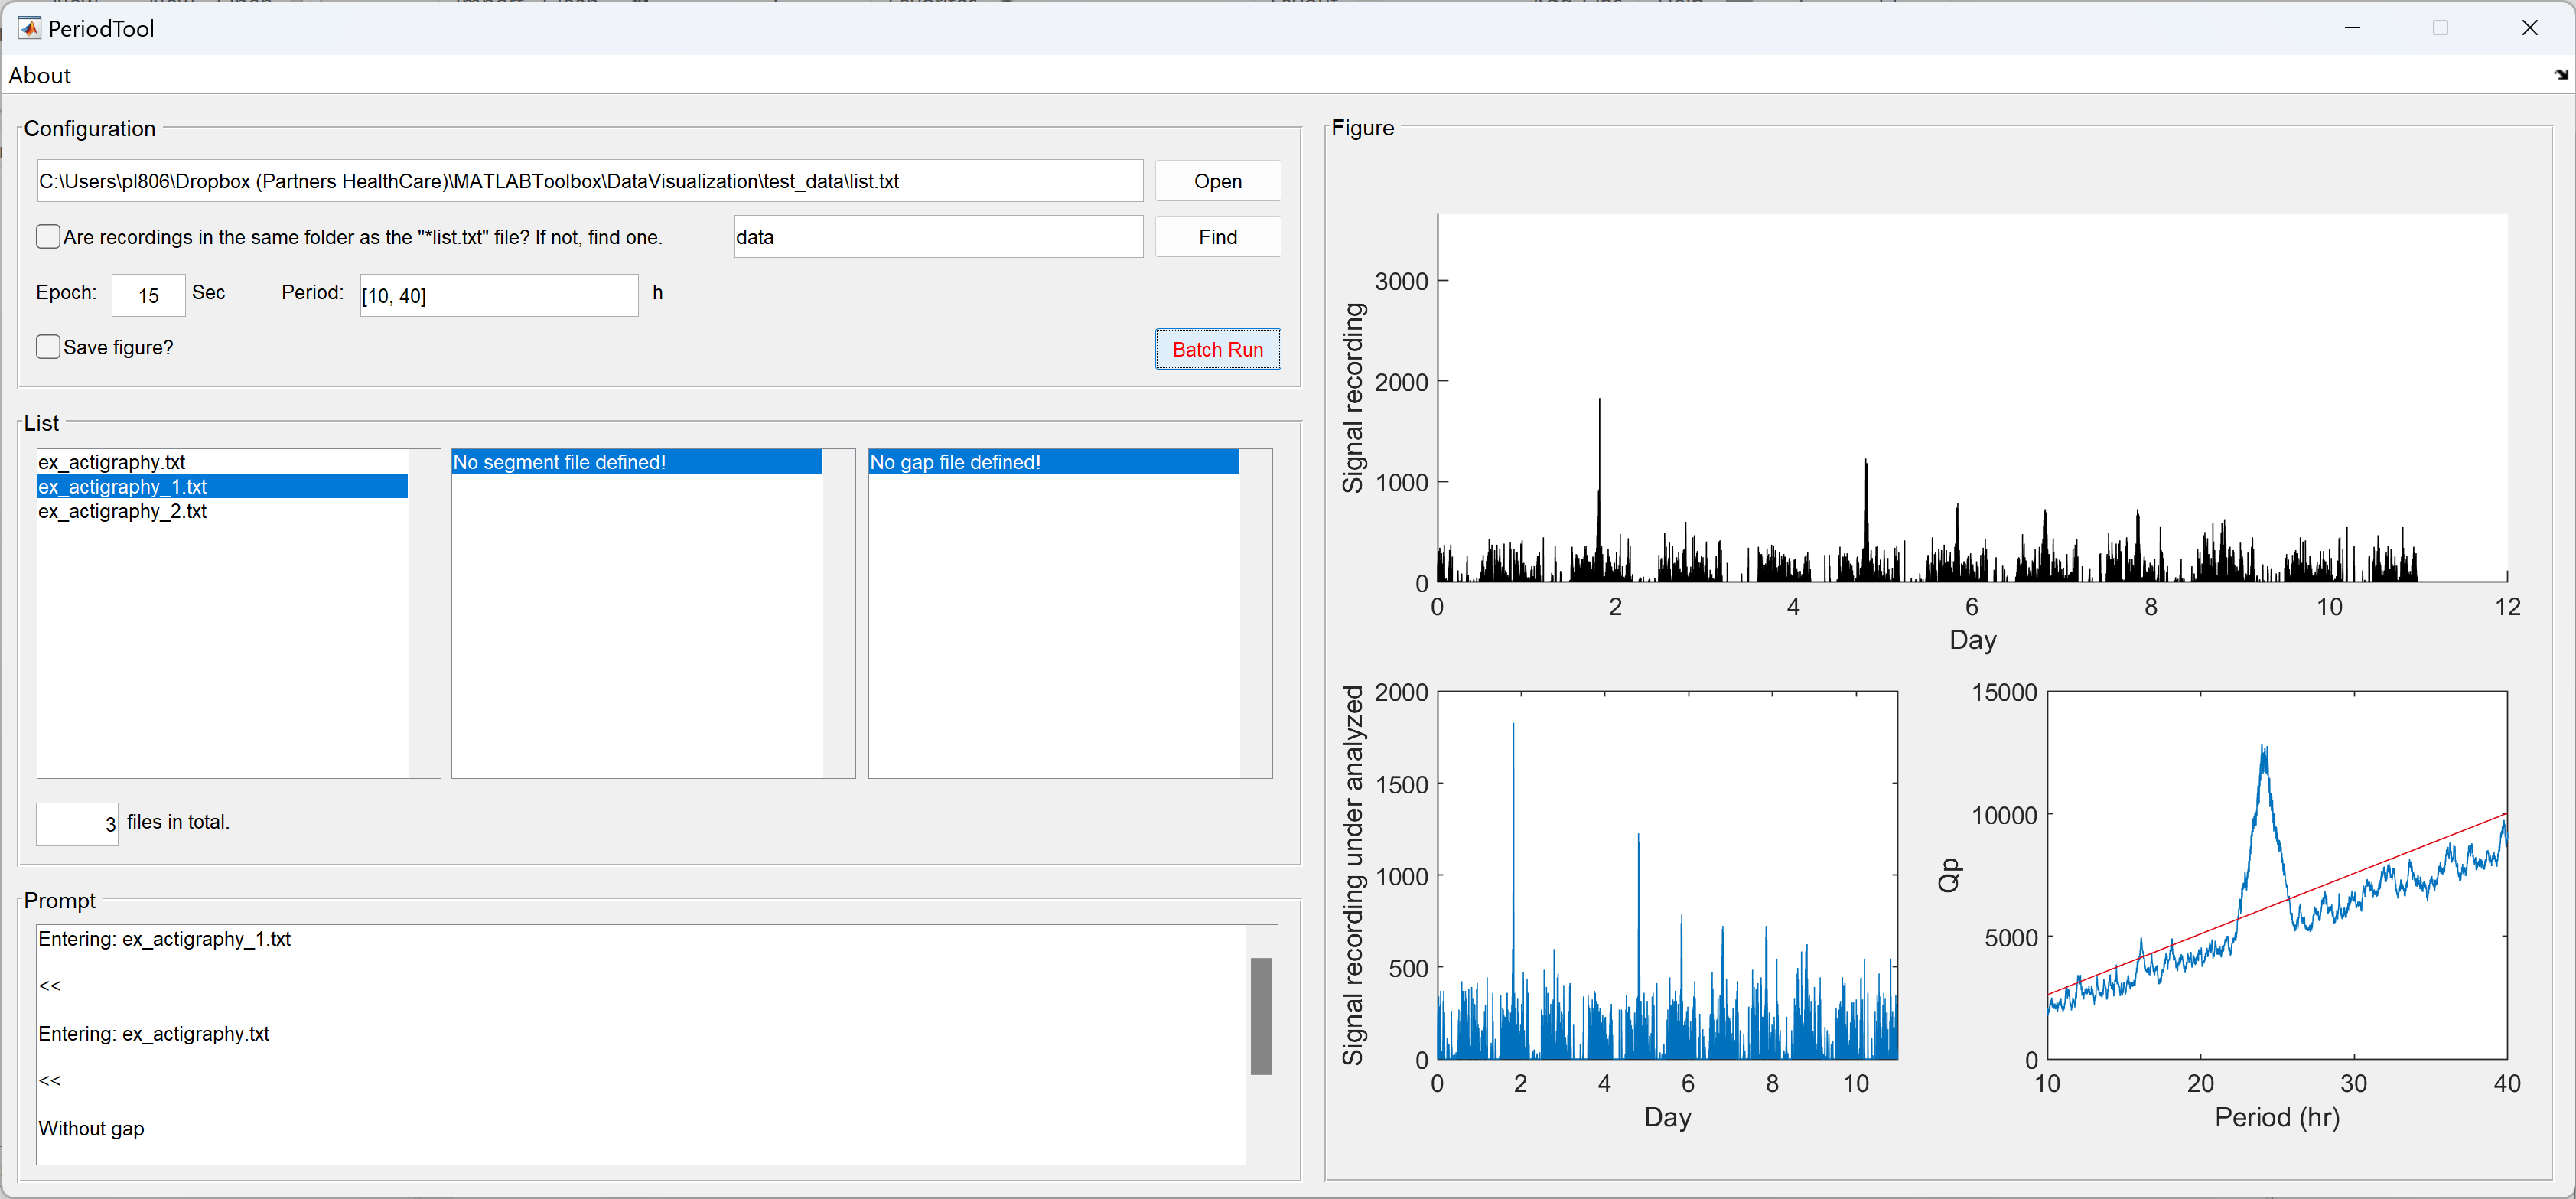 PeriodTool
About
Configuration
C:\Users\pl806\Dropbox (Partners HealthCare)\MATLABToolbox\DataVisualization\test_data\list.txt
Open
Are recordings in the same folder as the "*list.txt" file? If not, find one.
data
Find
Epoch: 15 Sec Period: [10, 40] h
Save figure?
Batch Run
List
ex_actigraphy.txt
ex_actigraphy_1.txt
ex_actigraphy_2.txt
No segment file defined!
No gap file defined!
3 files in total.
Prompt
Entering: ex_actigraphy_1.txt
<<
Entering: ex_actigraphy.txt
<<
Without gap
Figure
Signal recording
3000
2000
1000
0
0 2 4 6 8 10 12
Day
Signal recording under analyzed
2000
1500
1000
500
0
0 2 4 6 8 10
Day
Qp
15000
10000
5000
0
10 20 30 40
Period (hr)